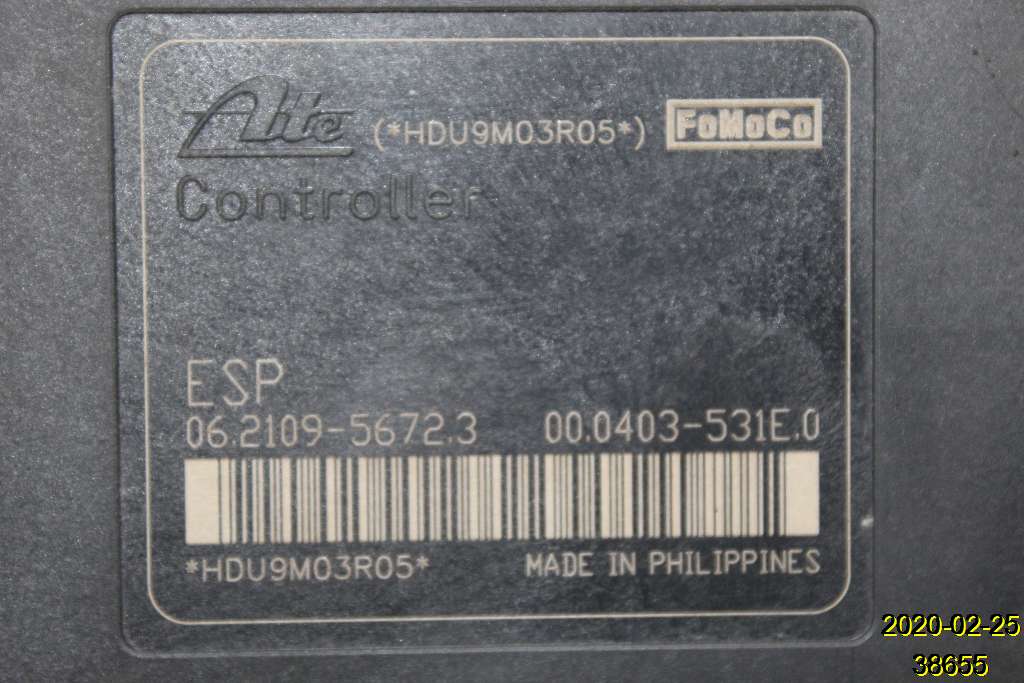 Ate (*HDU9M03R05*) FoMoCo
Controller
ESP
06.2109-5672.3 00.0403-531E.0
*HDU9M03R05* MADE IN PHILIPPINES
2020-02-25
38655